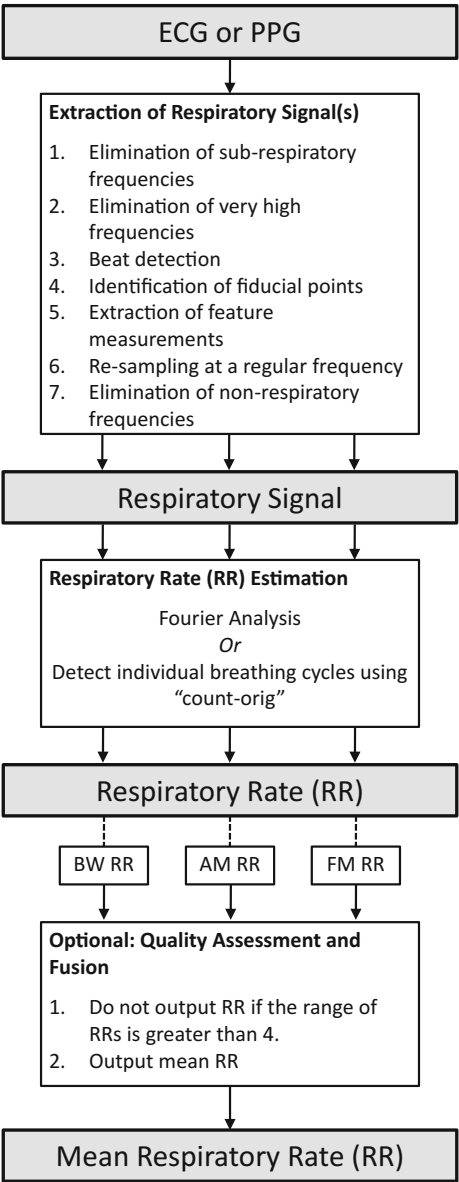 ECG or PPG
Extraction of Respiratory Signal(s)
1. Elimination of sub-respiratory
frequencies
2. Elimination of very high
frequencies
3. Beat detection
4. Identification of fiducial points
5. Extraction of feature
measurements
6. Re-sampling at a regular frequency
7. Elimination of non-respiratory
frequencies
Respiratory Signal
Respiratory Rate (RR) Estimation
Fourier Analysis
Or
Detect individual breathing cycles using
“count-orig”
Respiratory Rate (RR)
BW RR AM RR FM RR
Optional: Quality Assessment and
Fusion
1. Do not output RR if the range of
RRs is greater than 4.
2. Output mean RR
Mean Respiratory Rate (RR)